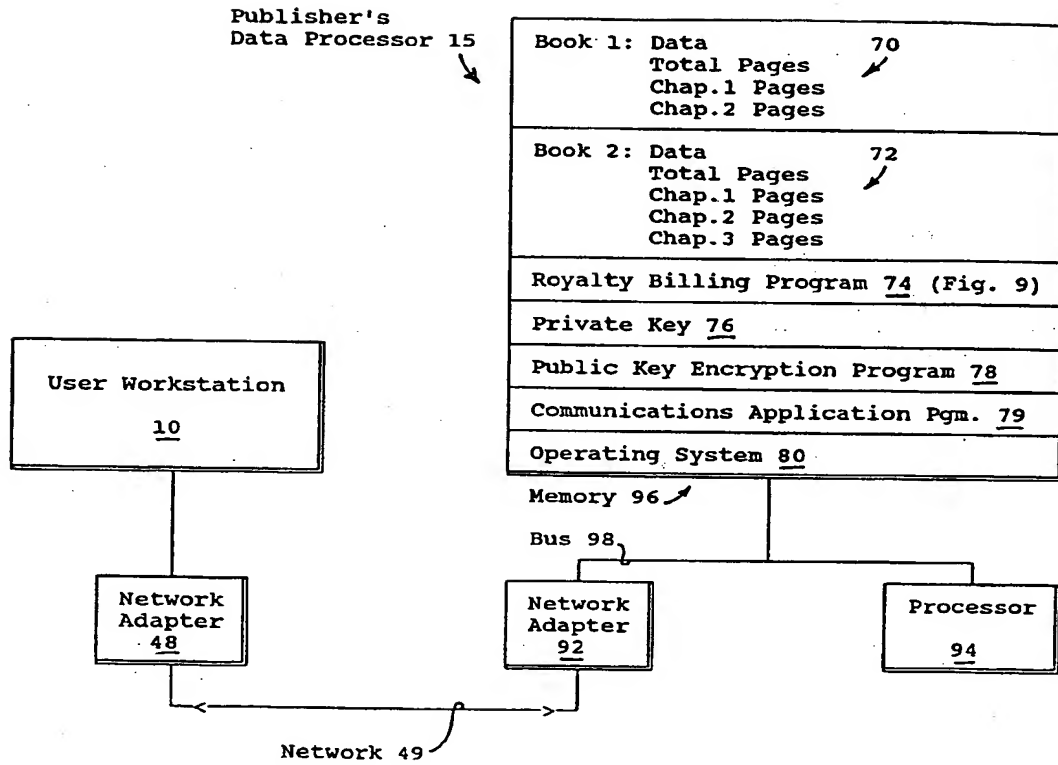 Publisher's
Data Processor 15
Book 1: Data 70
Total Pages
Chap.1 Pages
Chap.2 Pages
Book 2: Data 72
Total Pages
Chap.1 Pages
Chap.2 Pages
Chap.3 Pages
Royalty Billing Program 74 (Fig. 9)
Private Key 76
Public Key Encryption Program 78
Communications Application Pgm. 79
Operating System 80
Memory 96
Bus 98
User Workstation
10
Network
Adapter
48
Network
Adapter
92
Processor
94
Network 49